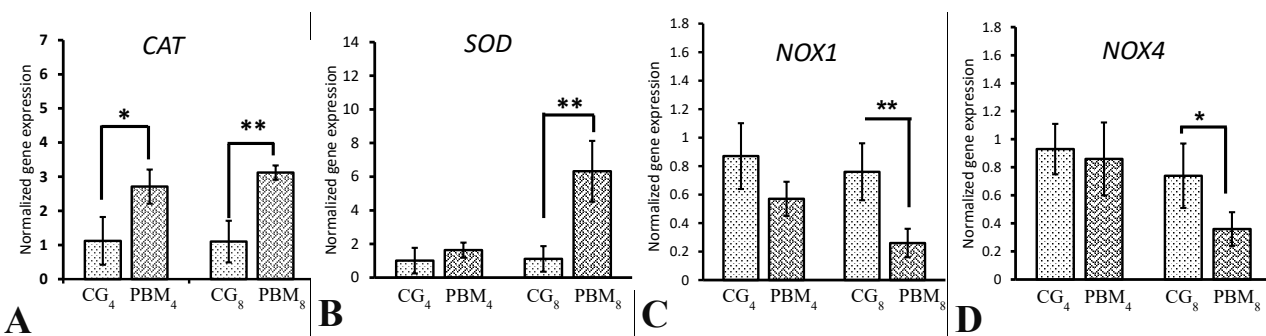 CAT
Normalized gene expression
7
6
5
4
3
2
1
0
*
**
CG₄ PBM₄ CG₈ PBM₈
A
SOD
Normalized gene expression
14
12
10
8
6
4
2
0
**
CG₄ PBM₄ CG₈ PBM₈
B
NOX1
Normalized gene expression
1.8
1.6
1.4
1.2
1
0.8
0.6
0.4
0.2
0
**
CG₄ PBM₄ CG₈ PBM₈
C
NOX4
Normalized gene expression
1.8
1.6
1.4
1.2
1
0.8
0.6
0.4
0.2
0
*
CG₄ PBM₄ CG₈ PBM₈
D